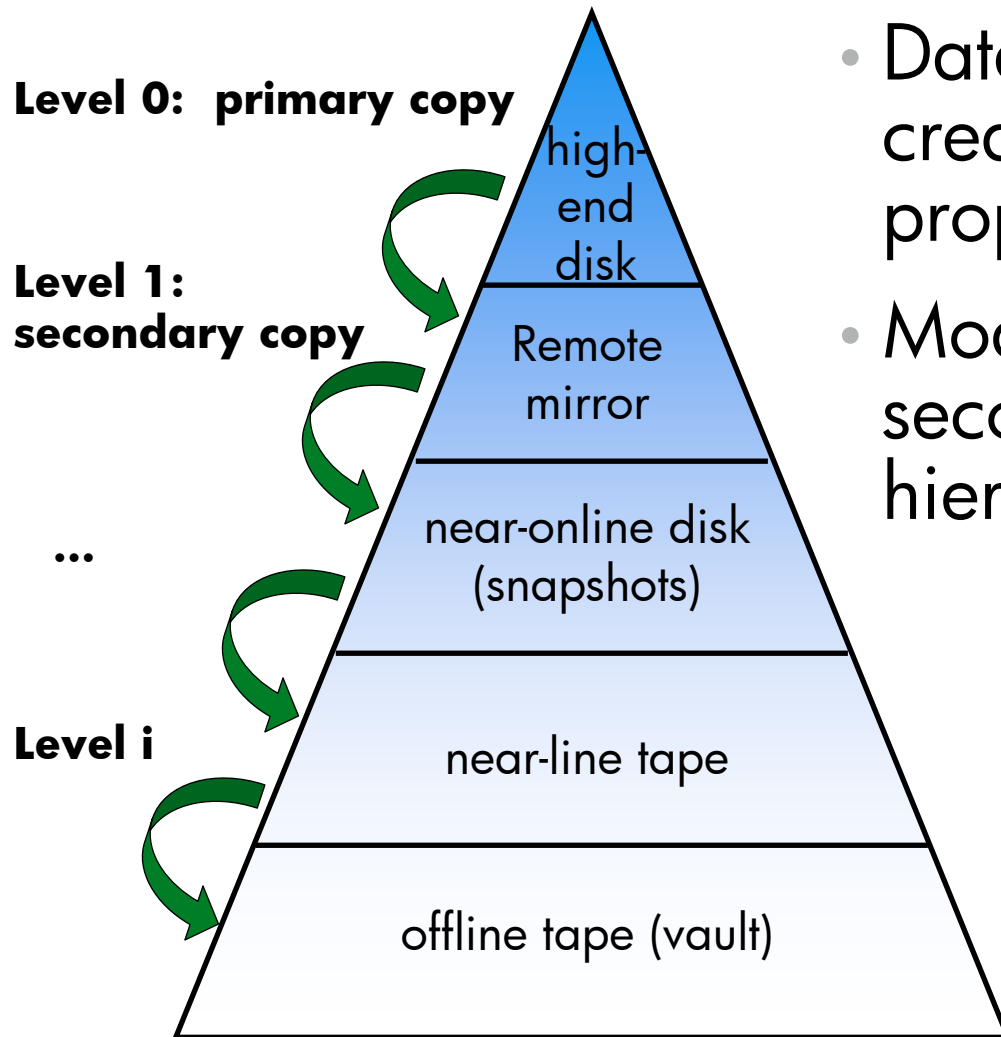 Level 0: primary copy
high-
end
disk
Level 1:
secondary copy
Remote
mirror
near-online disk
(snapshots)
...
Level i
near-line tape
offline tape (vault)